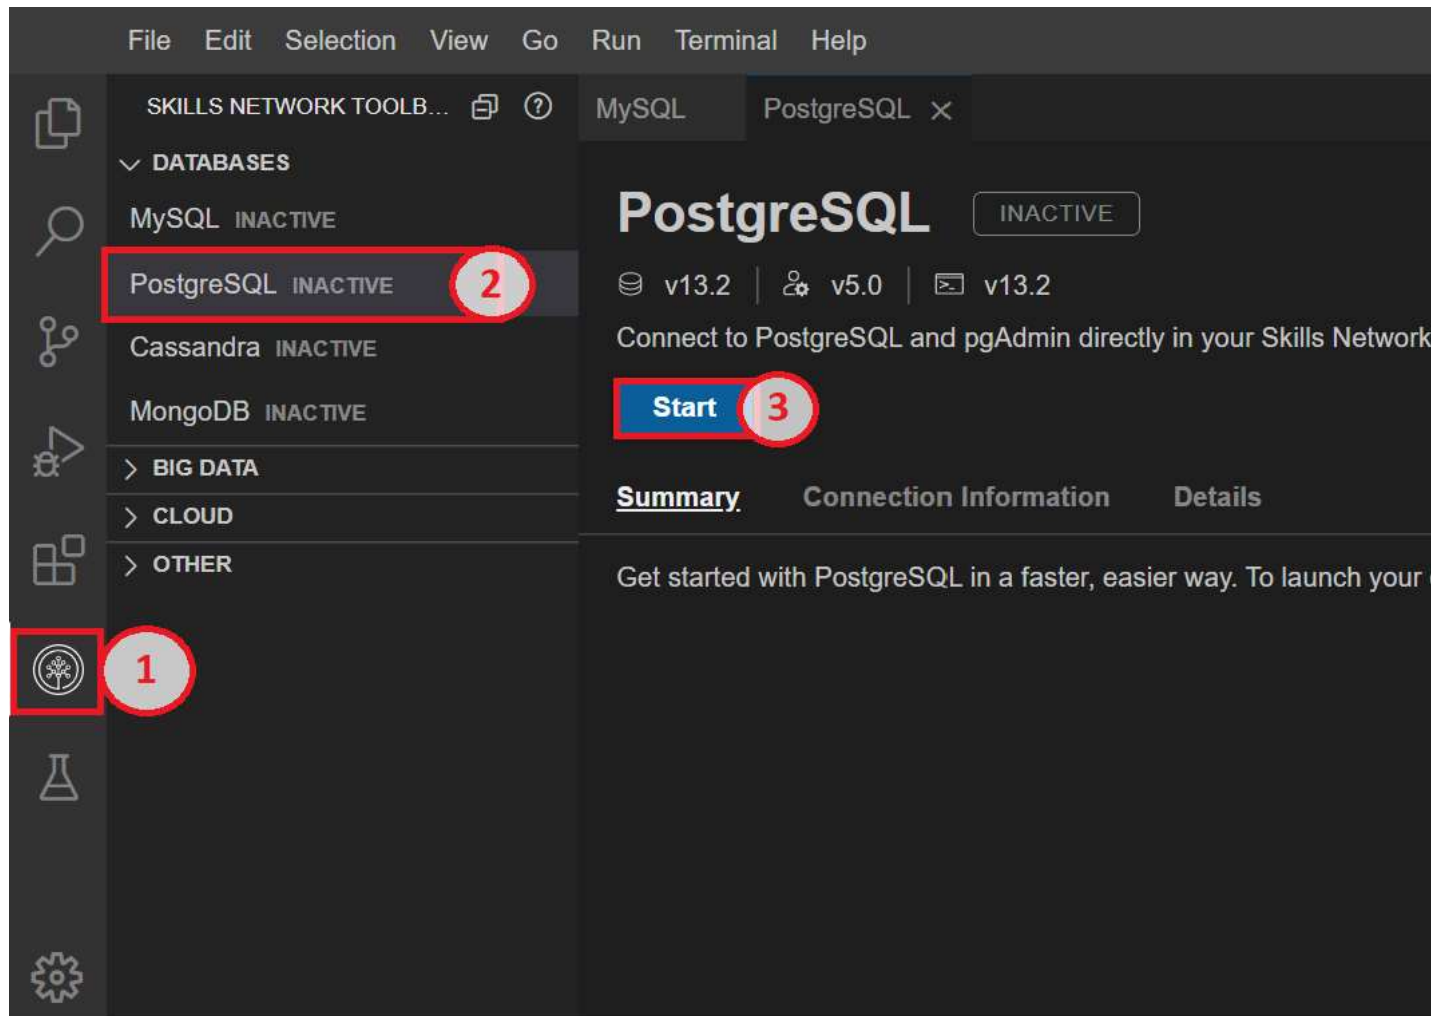 File Edit Selection View Go Run Terminal Help
SKILLS NETWORK TOOLB...
DATABASES
MySQL INACTIVE
PostgreSQL INACTIVE 2
Cassandra INACTIVE
MongoDB INACTIVE
BIG DATA
CLOUD
OTHER
1
MySQL PostgreSQL
PostgreSQL INACTIVE
v13.2 v5.0 v13.2
Connect to PostgreSQL and pgAdmin directly in your Skills Network
Start 3
Summary Connection Information Details
Get started with PostgreSQL in a faster, easier way. To launch your